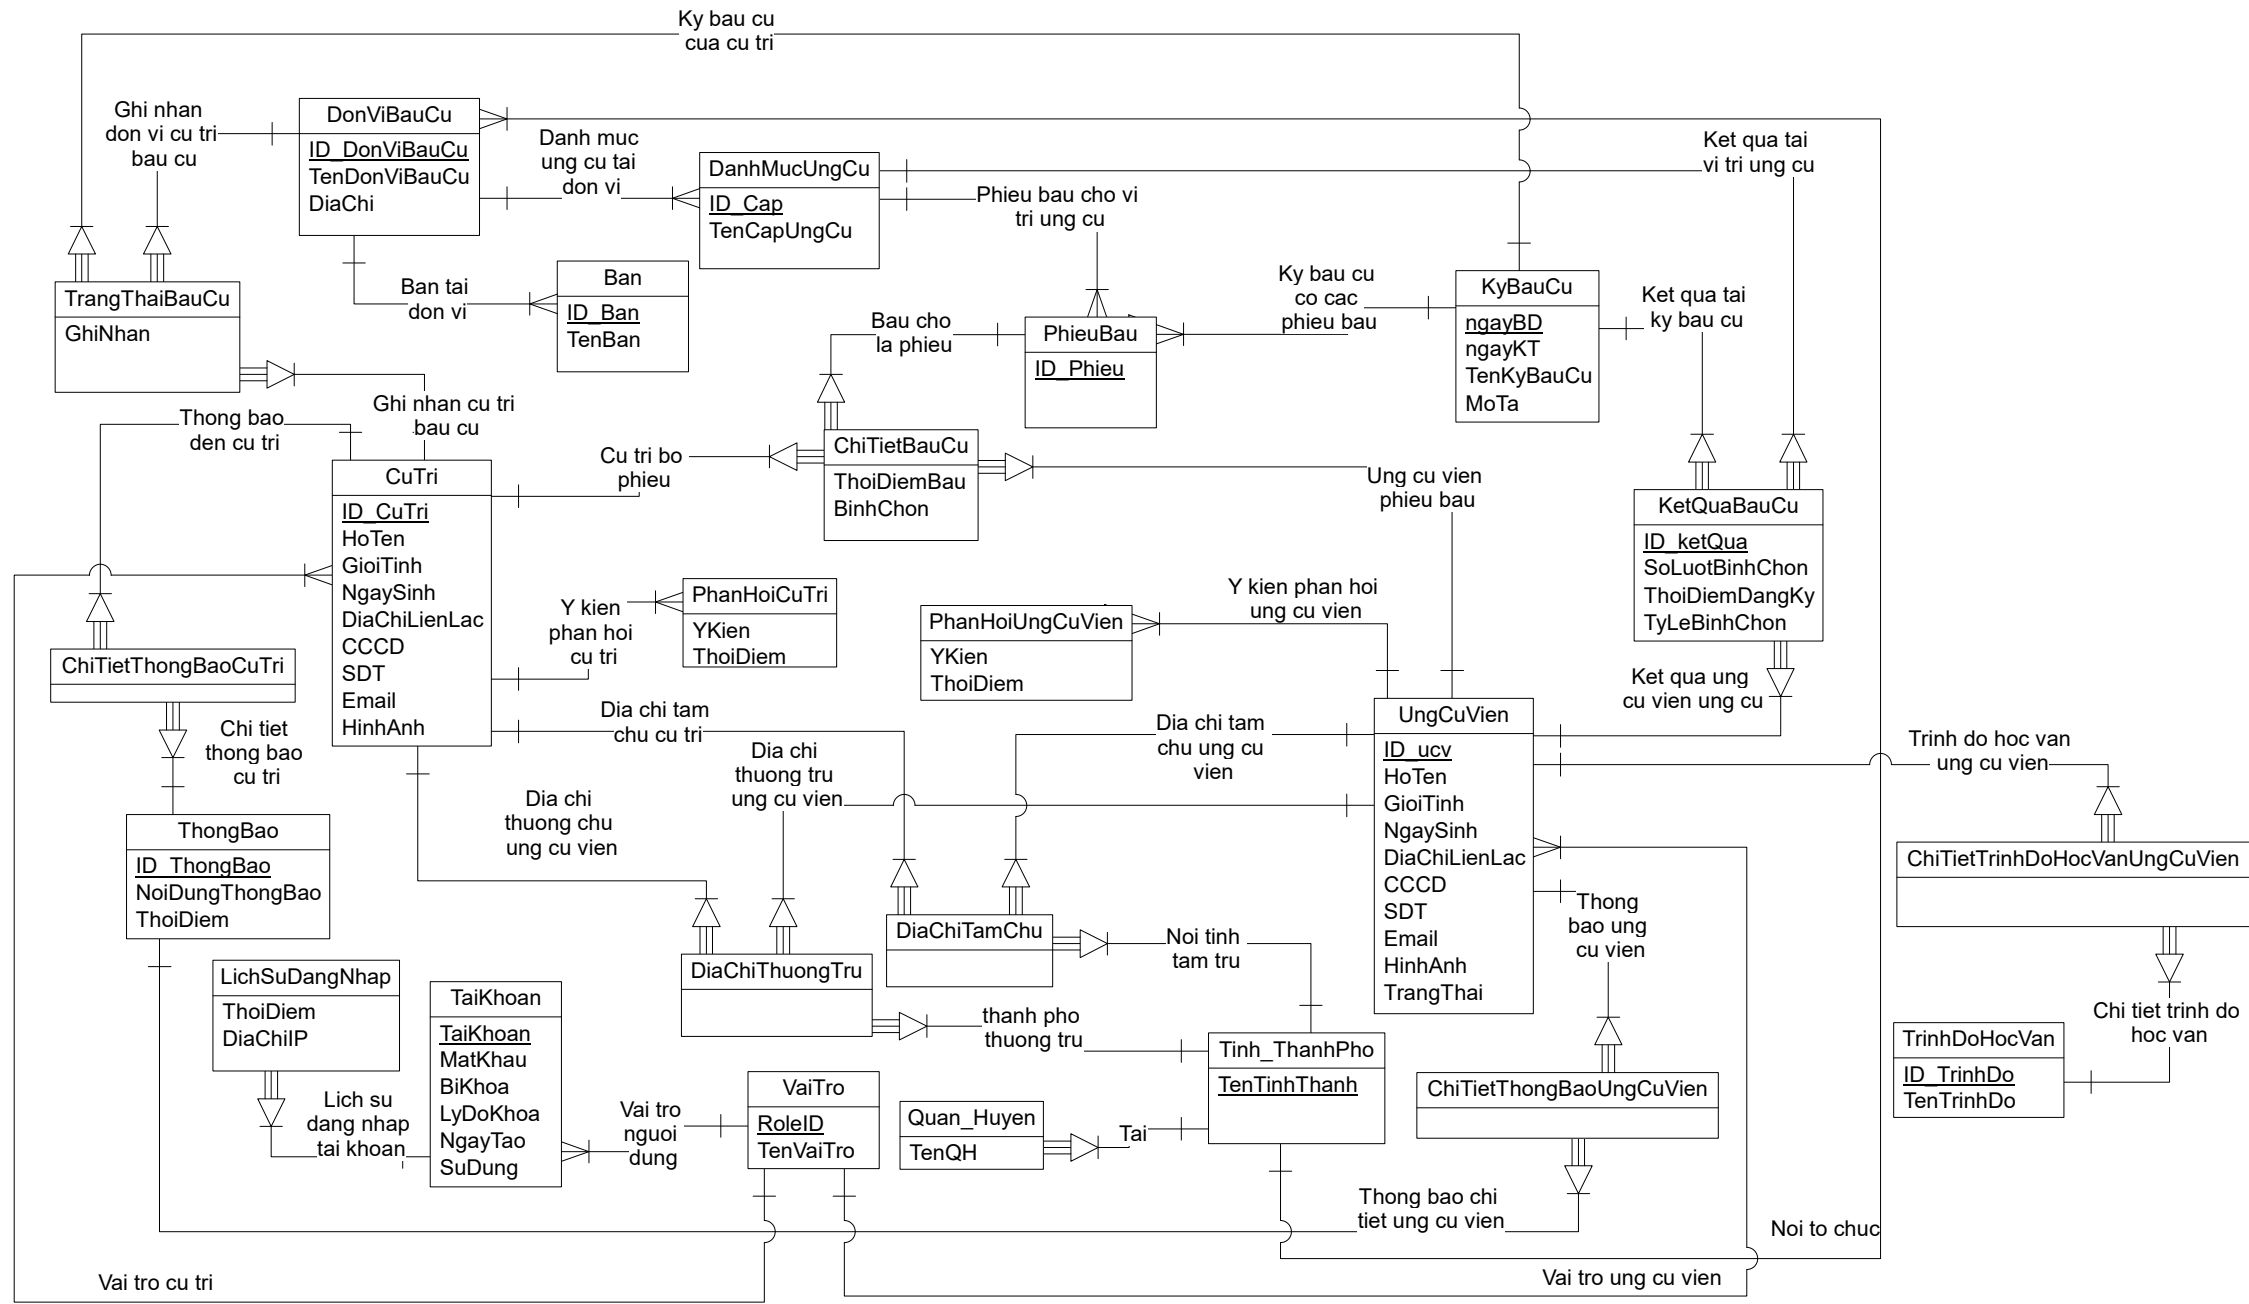 Ky bau cu
cua cu tri
Ghi nhan
don vi cu tri
bau cu
DonViBauCu
ID_DonViBauCu
TenDonViBauCu
DiaChi
Danh muc
ung cu tai
don vi
DanhMucUngCu
ID_Cap
TenCapUngCu
Ket qua tai
vi tri ung cu
Phieu bau cho vi
tri ung cu
TrangThaiBauCu
GhiNhan
Ban tai
don vi
Ban
ID_Ban
TenBan
Ky bau cu
co cac
phieu bau
KyBauCu
ngayBD
ngayKT
TenKyBauCu
MoTa
Ket qua tai
ky bau cu
Bau cho
la phieu
PhieuBau
ID_Phieu
Thong bao
den cu tri
Ghi nhan cu tri
bau cu
Cu tri bo
phieu
ChiTietBauCu
ThoiDiemBau
BinhChon
Ung cu vien
phieu bau
CuTri
ID_CuTri
HoTen
GioiTinh
NgaySinh
DiaChiLienLac
CCCD
SDT
Email
HinhAnh
KetQuaBauCu
ID_ketQua
SoLuotBinhChon
ThoiDiemDangKy
TyLeBinhChon
Y kien
phan hoi
cu tri
PhanHoiCuTri
YKien
ThoiDiem
PhanHoiUngCuVien
YKien
ThoiDiem
Y kien phan hoi
ung cu vien
ChiTietThongBaoCuTri
Ket qua ung
cu vien ung cu
Chi tiet
thong bao
cu tri
Dia chi tam
chu cu tri
Dia chi
thuong tru
ung cu vien
Dia chi tam
chu ung cu
vien
UngCuVien
ID_ucv
HoTen
GioiTinh
NgaySinh
DiaChiLienLac
CCCD
SDT
Email
HinhAnh
TrangThai
Trinh do hoc van
ung cu vien
Dia chi
thuong chu
ung cu vien
ThongBao
ID_ThongBao
NoiDungThongBao
ThoiDiem
ChiTietTrinhDoHocVanUngCuVien
Thong
bao ung
cu vien
DiaChiTamChu
Noi tinh
tam tru
DiaChiThuongTru
thanh pho
thuong tru
LichSuDangNhap
ThoiDiem
DiaChiIP
TaiKhoan
TaiKhoan
MatKhau
BiKhoa
LyDoKhoa
NgayTao
SuDung
Chi tiet trinh do
hoc van
TrinhDoHocVan
ID_TrinhDo
TenTrinhDo
Tinh_ThanhPho
TenTinhThanh
ChiTietThongBaoUngCuVien
Lich su
dang nhap
tai khoan
Vai tro
nguoi
dung
VaiTro
RoleID
TenVaiTro
Quan_Huyen
TenQH
Tai
Thong bao chi
tiet ung cu vien
Noi to chuc
Vai tro cu tri
Vai tro ung cu vien